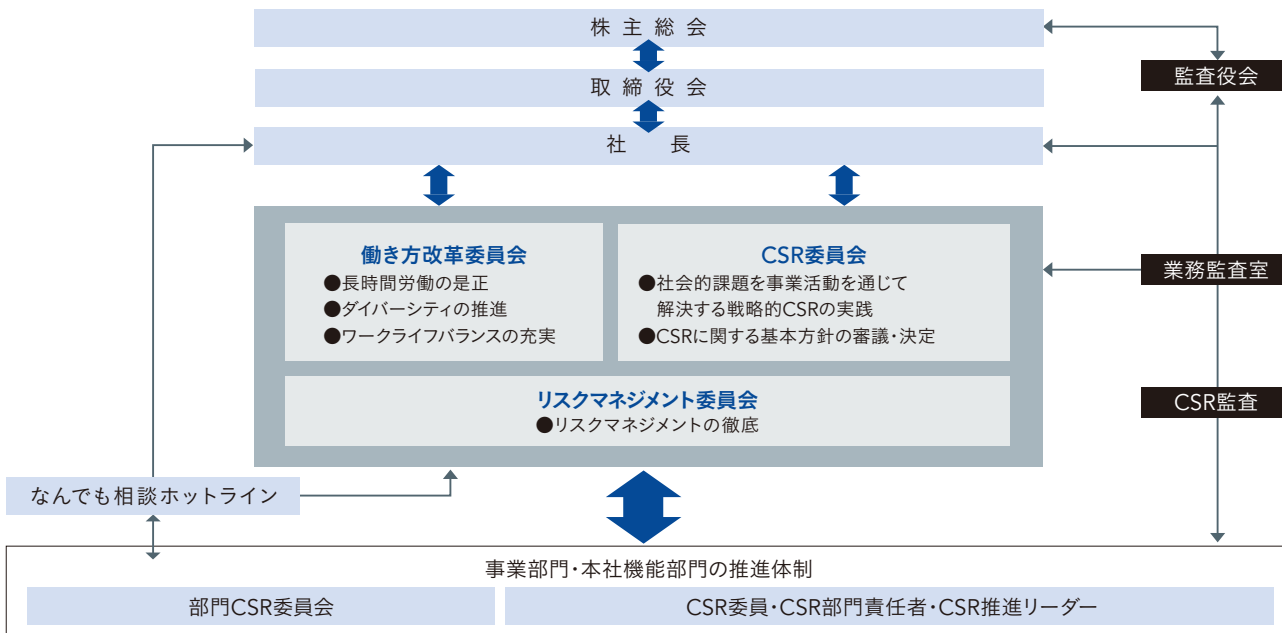 株主総会
監査役会
取締役会
社　長
働き方改革委員会
●長時間労働の是正
●ダイバーシティの推進
●ワークライフバランスの充実
CSR委員会
●社会的課題を事業活動を通じて
解決する戦略的CSRの実践
●CSRに関する基本方針の審議・決定
業務監査室
リスクマネジメント委員会
●リスクマネジメントの徹底
CSR監査
なんでも相談ホットライン
事業部門・本社機能部門の推進体制
部門CSR委員会
CSR委員・CSR部門責任者・CSR推進リーダー